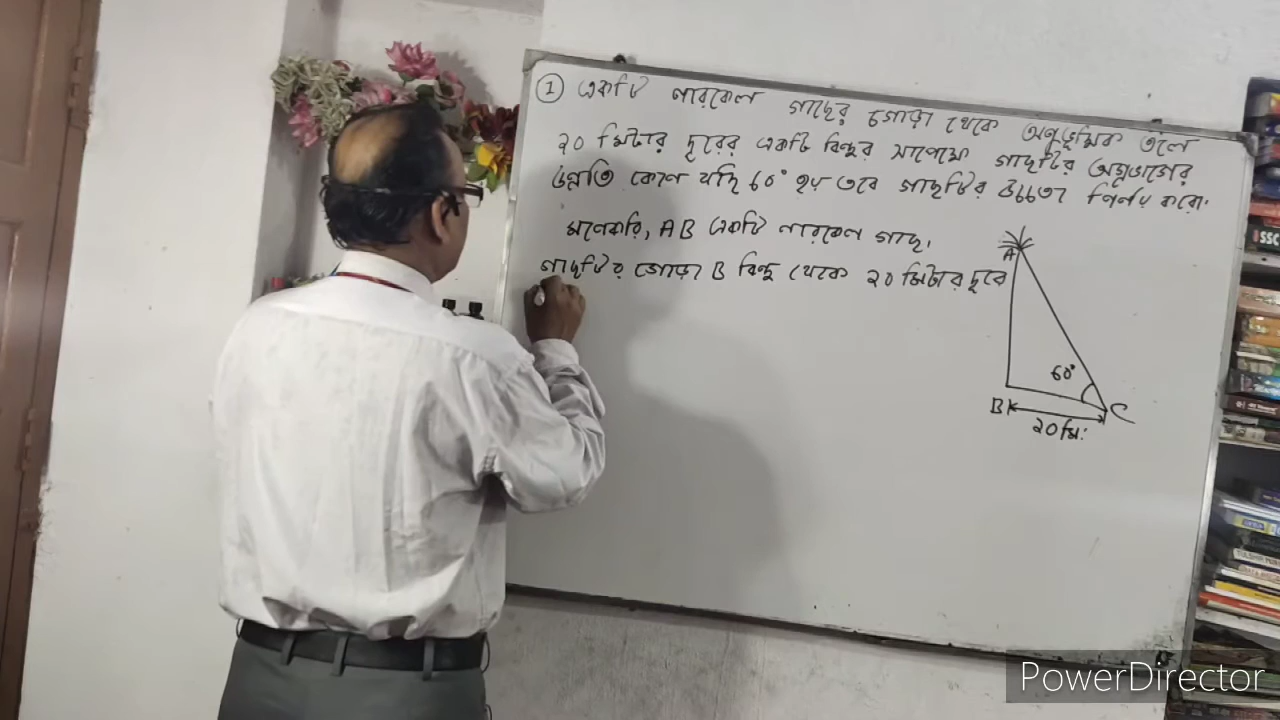 ① একটি নারকেল গাছের গোড়া থেকে অনুভূমিক তলে
২০ মিটার দূরের একটি বিন্দুর সাপেক্ষে গাছটির অগ্রভাগের
উন্নতি কোণ যদি 60° হয় তবে গাছটির উচ্চতা নির্ণয় করো।
মনেকরি, AB একটি নারকেল গাছ।
গাছটির গোড়া B বিন্দু থেকে ২০ মিটার দূরে
A
60°
B
C
২০মি:
SSC
PowerDirector